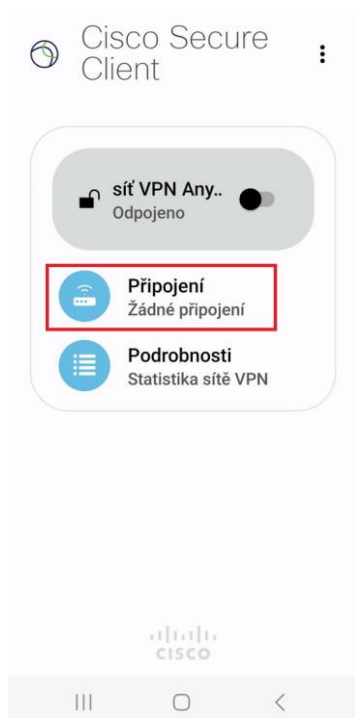 Cisco Secure
Client
síť VPN Any..
Odpojeno
Připojení
Žádné připojení
Podrobnosti
Statistika sítě VPN
CISCO